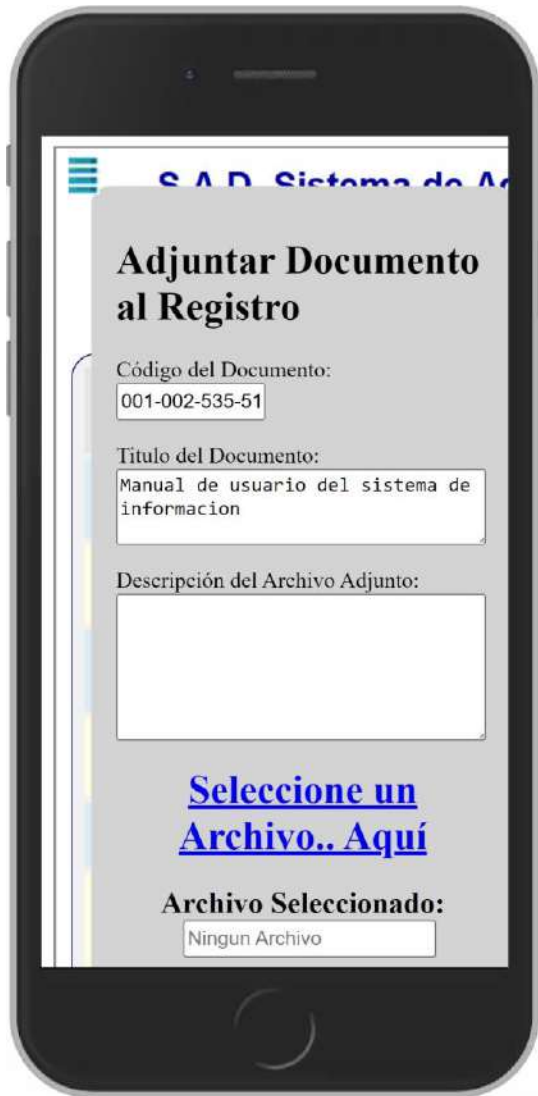 S.A.D. Sistema de
Adjuntar Documento
al Registro
Código del Documento:
001-002-535-51
Titulo del Documento:
Manual de usuario del sistema de
informacion
Descripción del Archivo Adjunto:
Seleccione un
Archivo.. Aquí
Archivo Seleccionado:
Ningun Archivo